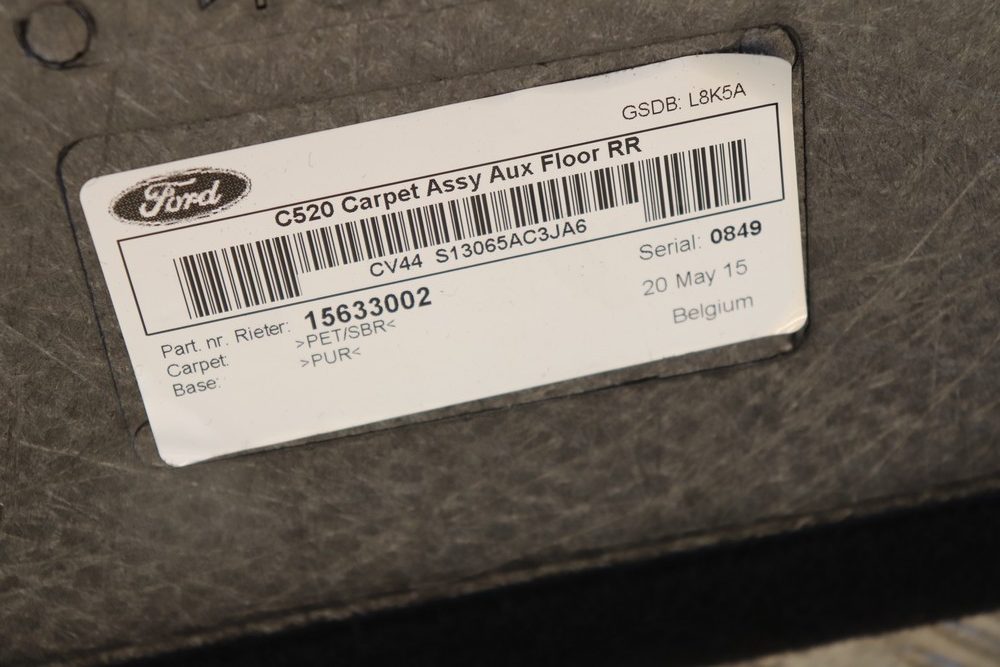 GSDB: L8K5A
Ford
C520 Carpet Assy Aux Floor RR
CV44 S13065AC3JA6
Part. nr. Rieter: 15633002
Carpet: >PET/SBR<
Base: >PUR<
Serial: 0849
20 May 15
Belgium